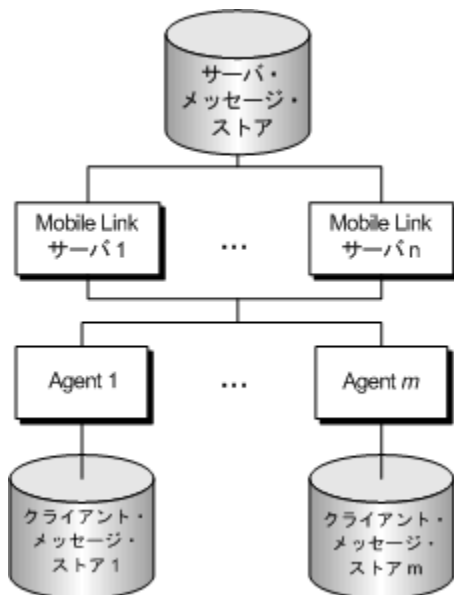 サーバ・
メッセージ・
ストア
Mobile Link
サーバ 1
...
Mobile Link
サーバ n
Agent 1
...
Agent m
クライアント・
メッセージ・
ストア 1
クライアント・
メッセージ・
ストア m